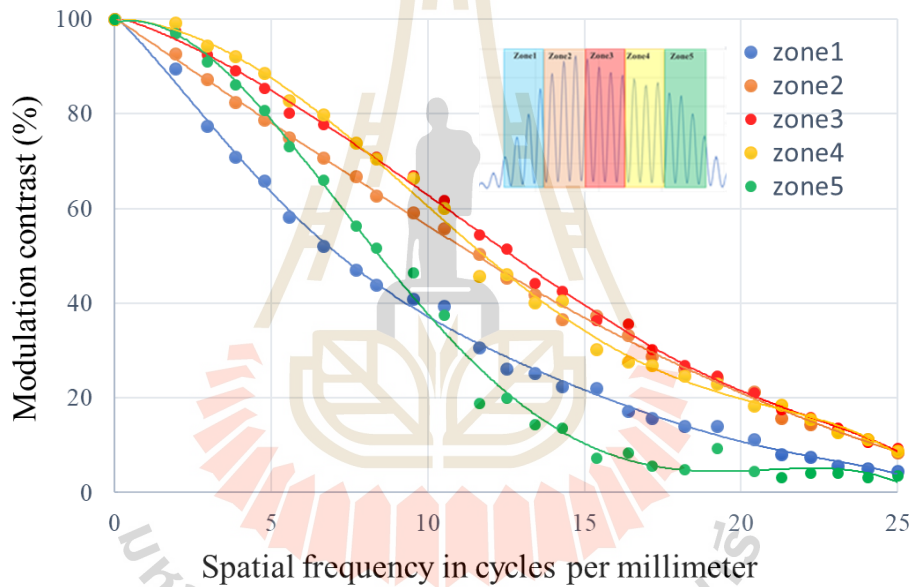 Modulation contrast (%)
100
80
60
40
20
0
Zone1 Zone2 Zone3 Zone4 Zone5
zone1
zone2
zone3
zone4
zone5
0 5 10 15 20 25
Spatial frequency in cycles per millimeter